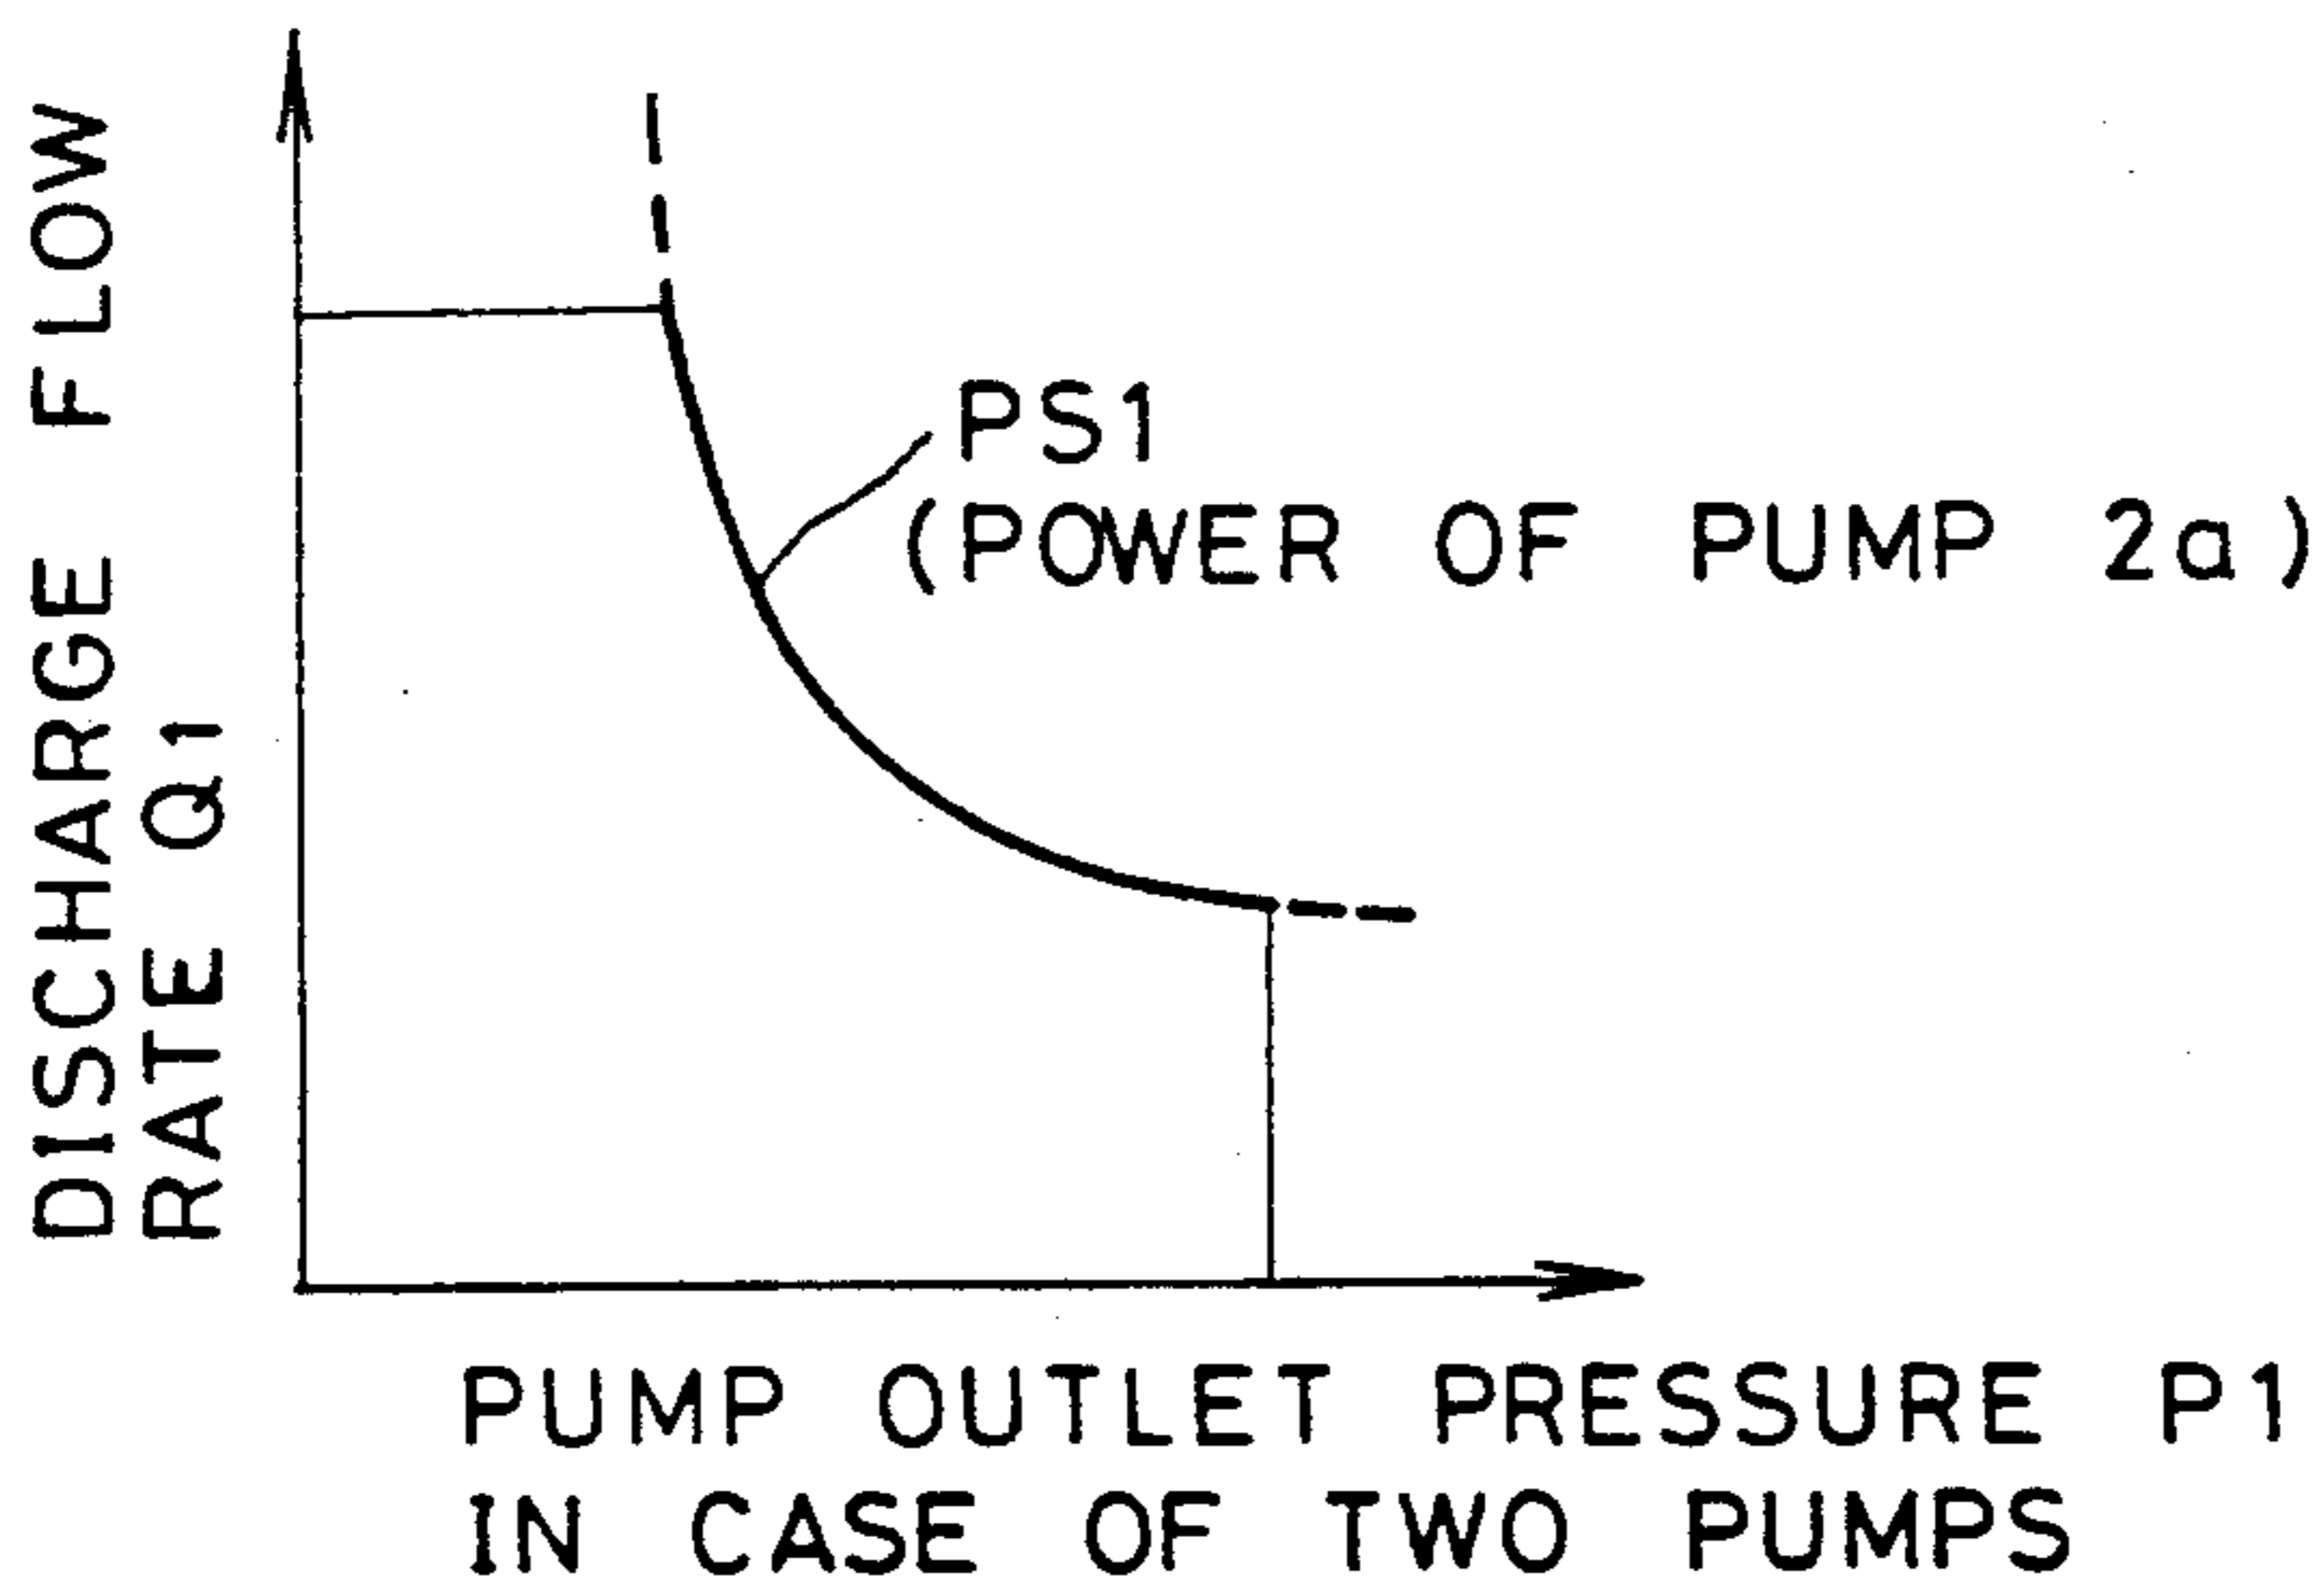 DISCHARGE FLOW
RATE Q1
PS1
(POWER OF PUMP 2a)
PUMP OUTLET PRESSURE P1
IN CASE OF TWO PUMPS